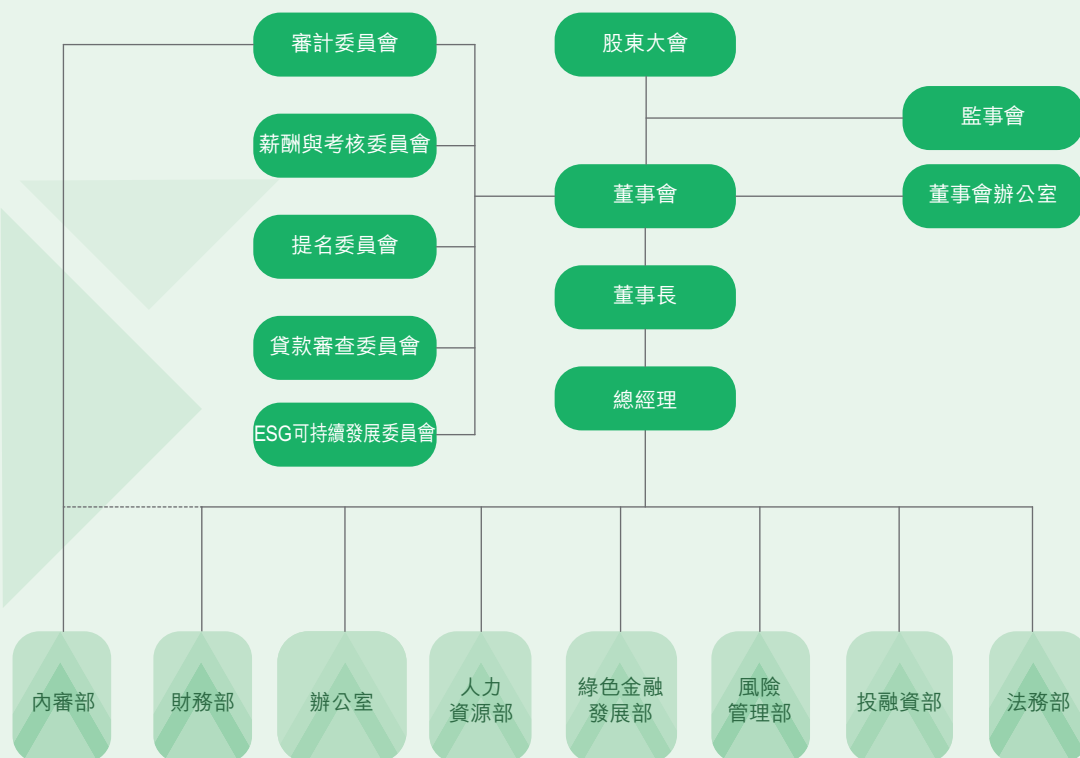 審計委員會
股東大會
監事會
薪酬與考核委員會
董事會
董事會辦公室
提名委員會
董事長
貸款審查委員會
總經理
ESG可持續發展委員會
內審部
財務部
辦公室
人力
資源部
綠色金融
發展部
風險
管理部
投融資部
法務部